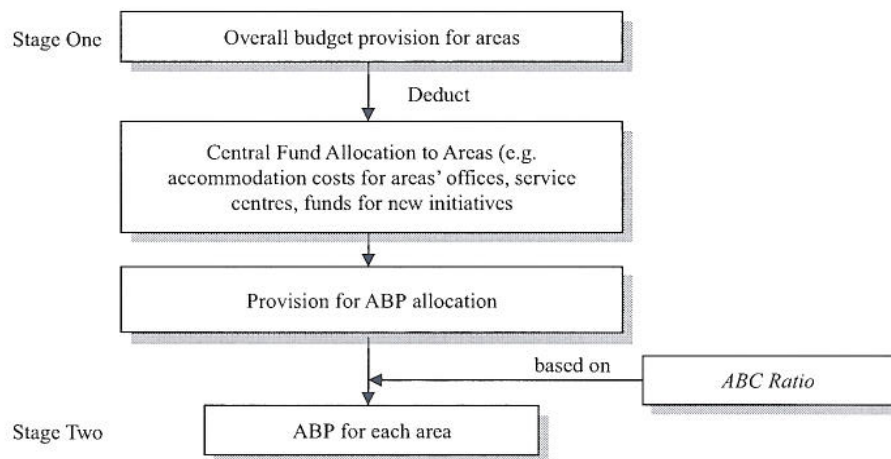 Stage One
Overall budget provision for areas
Deduct
Central Fund Allocation to Areas (e.g.
accommodation costs for areas' offices, service
centres, funds for new initiatives
Provision for ABP allocation
based on
ABC Ratio
Stage Two
ABP for each area